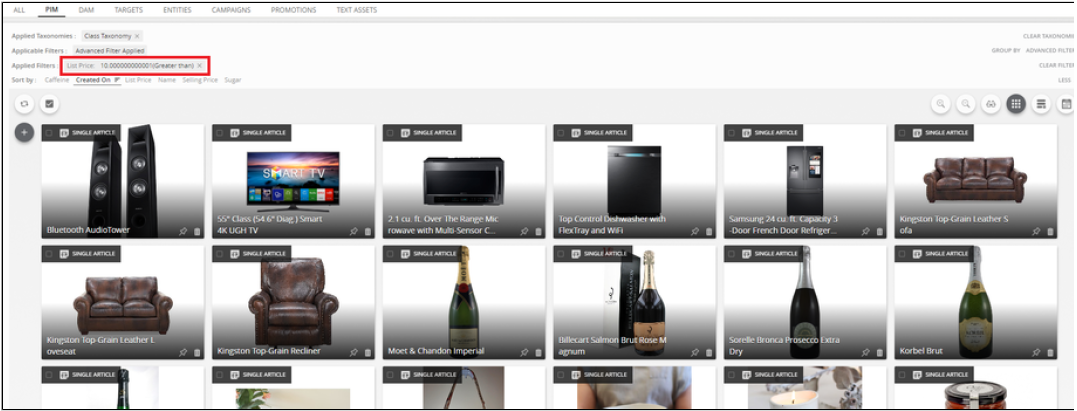 ALL PIM DAM TARGETS ENTITIES CAMPAIGNS PROMOTIONS TEXT ASSETS
Applied Taxonomies : Class Taxonomy × CLEAR TAXONOMIE
Applicable Filters : Advanced Filter Applied GROUP BY ADVANCED FILTER
Applied Filters : List Price: 10.000000000001(Greater than) × CLEAR FILTER
Sort by : Caffeine Created On List Price Name Selling Price Sugar LESS
SINGLE ARTICLE SINGLE ARTICLE SINGLE ARTICLE SINGLE ARTICLE SINGLE ARTICLE SINGLE ARTICLE
SMART TV
Bluetooth AudioTower
55" Class (54.6" Diag.) Smart
4K UGH TV
2.1 cu. ft. Over The Range Mic
rowave with Multi-Sensor C...
Top Control Dishwasher with
FlexTray and WiFi
Samsung 24 cu. ft. Capacity 3
-Door French Door Refriger...
Kingston Top-Grain Leather S
ofa
SINGLE ARTICLE SINGLE ARTICLE SINGLE ARTICLE SINGLE ARTICLE SINGLE ARTICLE SINGLE ARTICLE
Kingston Top-Grain Leather L
oveseat
Kingston Top-Grain Recliner
Moet & Chandon Imperial
Billecart Salmon Brut Rose M
agnum
Sorelle Bronca Prosecco Extra
Dry
Korbel Brut
SINGLE ARTICLE SINGLE ARTICLE SINGLE ARTICLE SINGLE ARTICLE SINGLE ARTICLE SINGLE ARTICLE